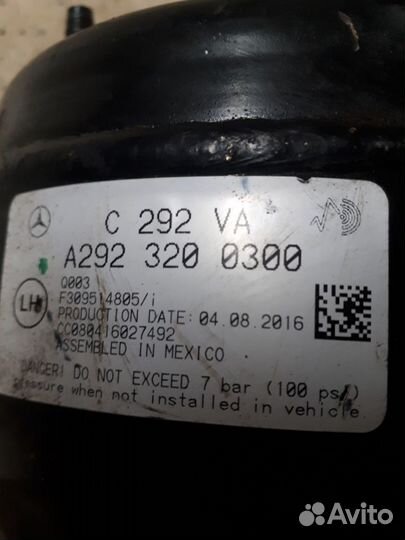 C 292 VA
A292 320 0300
Q003
LH
F309514805/i
PRODUCTION DATE: 04.08.2016
CC080416027492
ASSEMBLED IN MEXICO
DANGER! DO NOT EXCEED 7 bar (100 psi)
pressure when not installed in vehicle
Avito